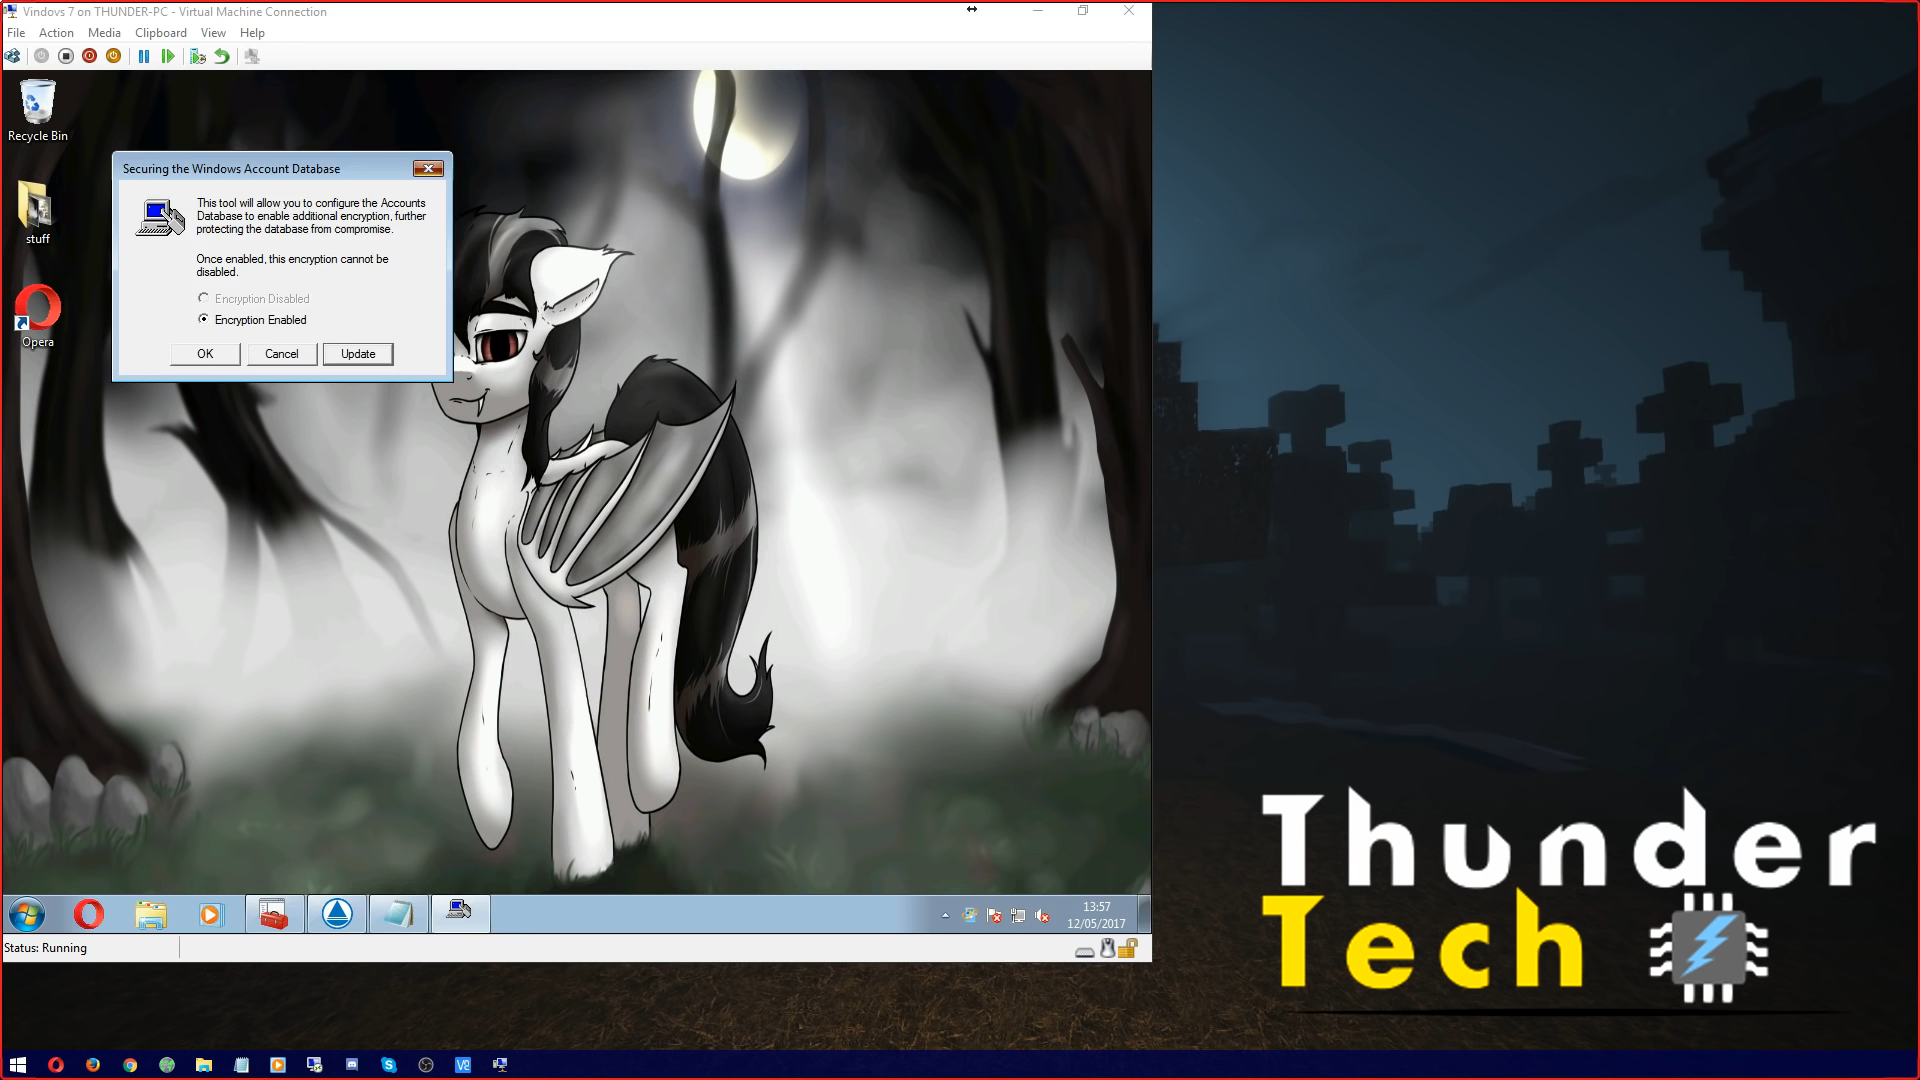 Vindovs 7 on THUNDER-PC - Virtual Machine Connection
File Action Media Clipboard View Help
Recycle Bin
stuff
Opera
Securing the Windows Account Database
This tool will allow you to configure the Accounts
Database to enable additional encryption, further
protecting the database from compromise.
Once enabled, this encryption cannot be
disabled.
Encryption Disabled
Encryption Enabled
OK Cancel Update
13:57
12/05/2017
Status: Running
Thunder
Tech